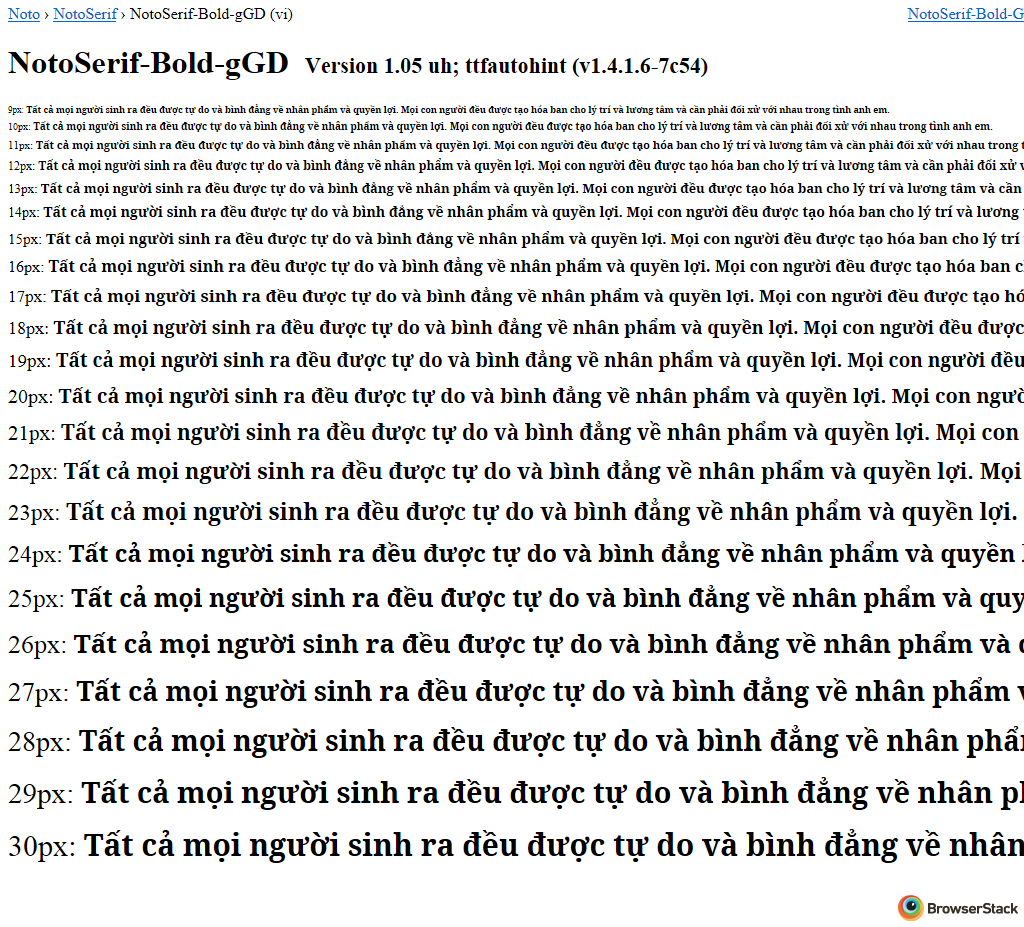 Noto › NotoSerif › NotoSerif-Bold-gGD (vi) NotoSerif-Bold-G
NotoSerif-Bold-gGD Version 1.05 uh; ttfautohint (v1.4.1.6-7c54)
9px: Tất cả mọi người sinh ra đều được tự do và bình đẳng về nhân phẩm và quyền lợi. Mọi con người đều được tạo hóa ban cho lý trí và lương tâm và cần phải đối xử với nhau trong tình anh em.
10px: Tất cả mọi người sinh ra đều được tự do và bình đẳng về nhân phẩm và quyền lợi. Mọi con người đều được tạo hóa ban cho lý trí và lương tâm và cần phải đối xử với nhau trong tình anh em.
11px: Tất cả mọi người sinh ra đều được tự do và bình đẳng về nhân phẩm và quyền lợi. Mọi con người đều được tạo hóa ban cho lý trí và lương tâm và cần phải đối xử với nhau trong
12px: Tất cả mọi người sinh ra đều được tự do và bình đẳng về nhân phẩm và quyền lợi. Mọi con người đều được tạo hóa ban cho lý trí và lương tâm và cần phải đối xử
13px: Tất cả mọi người sinh ra đều được tự do và bình đẳng về nhân phẩm và quyền lợi. Mọi con người đều được tạo hóa ban cho lý trí và lương tâm và cần
14px: Tất cả mọi người sinh ra đều được tự do và bình đẳng về nhân phẩm và quyền lợi. Mọi con người đều được tạo hóa ban cho lý trí và lương
15px: Tất cả mọi người sinh ra đều được tự do và bình đẳng về nhân phẩm và quyền lợi. Mọi con người đều được tạo hóa ban cho lý trí
16px: Tất cả mọi người sinh ra đều được tự do và bình đẳng về nhân phẩm và quyền lợi. Mọi con người đều được tạo hóa ban c
17px: Tất cả mọi người sinh ra đều được tự do và bình đẳng về nhân phẩm và quyền lợi. Mọi con người đều được tạo hó
18px: Tất cả mọi người sinh ra đều được tự do và bình đẳng về nhân phẩm và quyền lợi. Mọi con người đều được
19px: Tất cả mọi người sinh ra đều được tự do và bình đẳng về nhân phẩm và quyền lợi. Mọi con người đều
20px: Tất cả mọi người sinh ra đều được tự do và bình đẳng về nhân phẩm và quyền lợi. Mọi con ngườ
21px: Tất cả mọi người sinh ra đều được tự do và bình đẳng về nhân phẩm và quyền lợi. Mọi con
22px: Tất cả mọi người sinh ra đều được tự do và bình đẳng về nhân phẩm và quyền lợi. Mọi
23px: Tất cả mọi người sinh ra đều được tự do và bình đẳng về nhân phẩm và quyền lợi.
24px: Tất cả mọi người sinh ra đều được tự do và bình đẳng về nhân phẩm và quyền
25px: Tất cả mọi người sinh ra đều được tự do và bình đẳng về nhân phẩm và quy
26px: Tất cả mọi người sinh ra đều được tự do và bình đẳng về nhân phẩm và
27px: Tất cả mọi người sinh ra đều được tự do và bình đẳng về nhân phẩm
28px: Tất cả mọi người sinh ra đều được tự do và bình đẳng về nhân phẩ
29px: Tất cả mọi người sinh ra đều được tự do và bình đẳng về nhân p
30px: Tất cả mọi người sinh ra đều được tự do và bình đẳng về nhân
BrowserStack